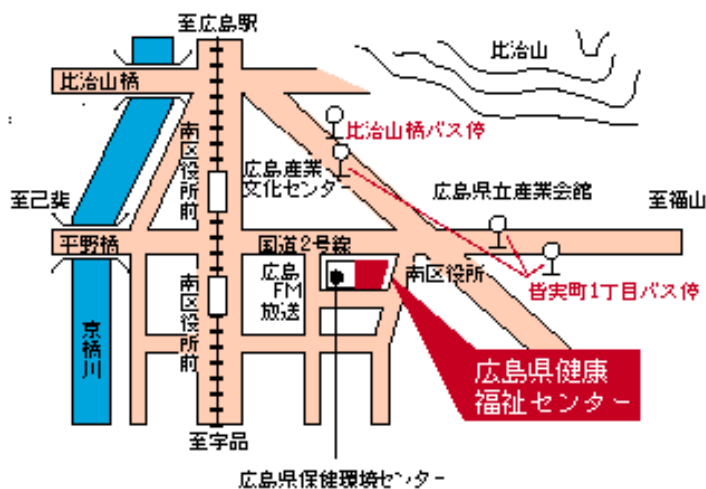 至広島駅
比治山
比治山橋
比治山橋バス停
南区役所前
広島産業
文化センター
広島県立産業会館
至己斐
至福山
平野橋
国道2号線
南区役所
広島
FM
放送
皆実町1丁目バス停
南区役所前
京橋川
広島県健康
福祉センター
至宇品
広島県保健環境センター